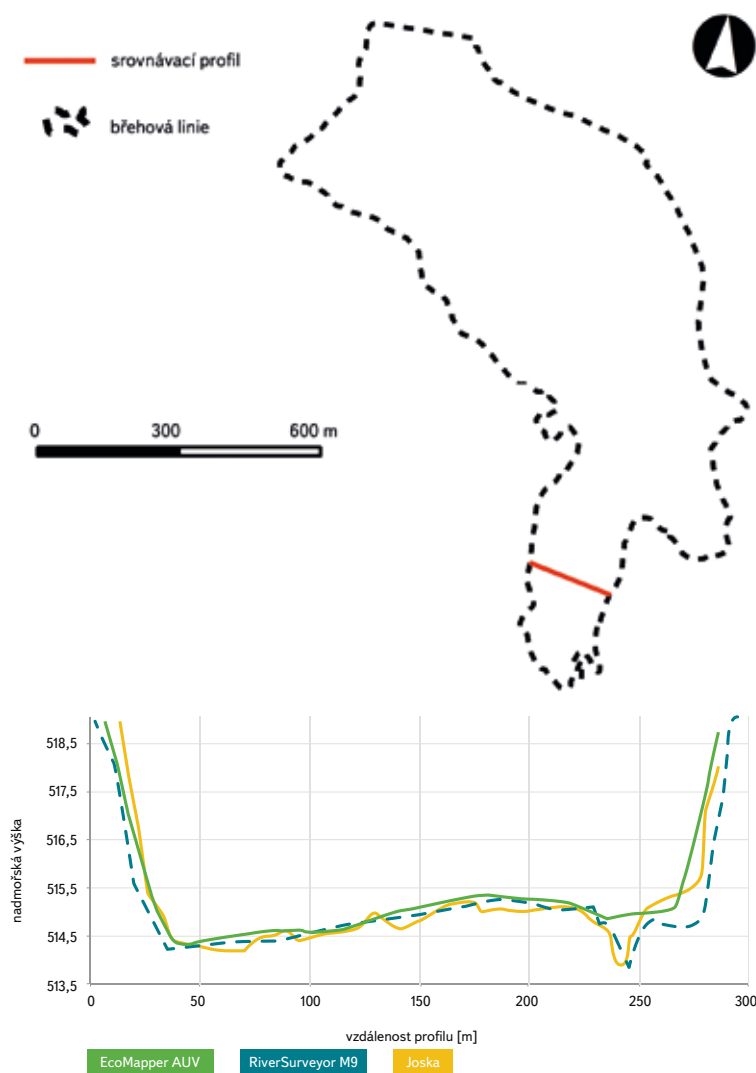 srovnávací profil
břehová linie
0 300 600 m
518,5
517,5
516,5
515,5
514,5
513,5
nadmořská výška
0 50 100 150 200 250 300
vzdálenost profilu [m]
EcoMapper AUV RiverSurveyor M9 Joska